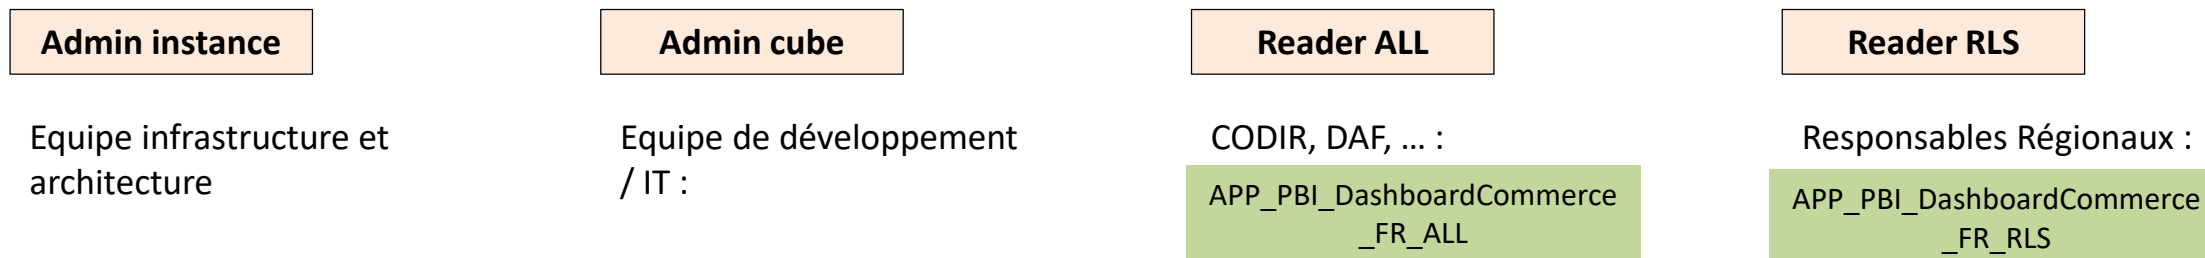 Admin instance
Equipe infrastructure et
architecture
Admin cube
Equipe de développement
/ IT :
Reader ALL
CODIR, DAF, ... :
APP_PBI_DashboardCommerce
_FR_ALL
Reader RLS
Responsables Régionaux :
APP_PBI_DashboardCommerce
_FR_RLS